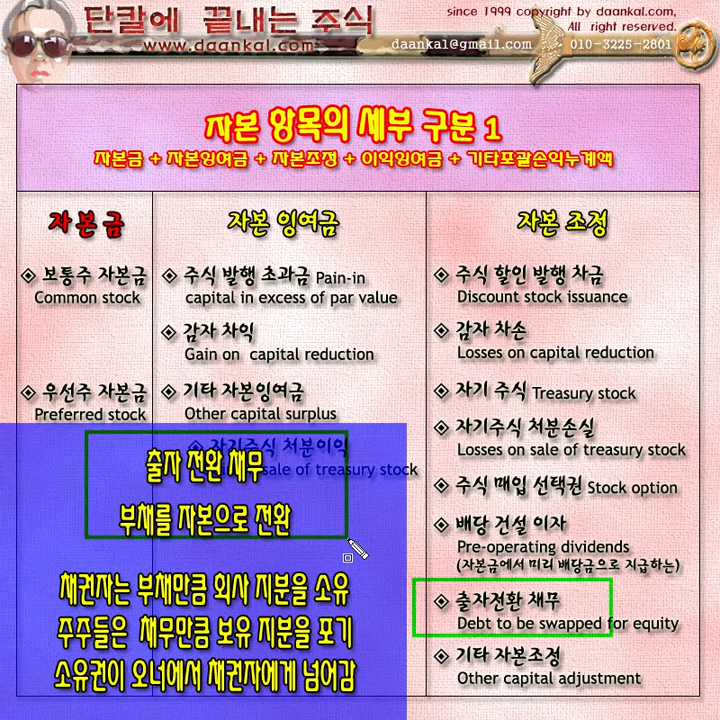 단칼에 끝내는 주식
www.daankal.com
since 1999 copyright by daankal.com,
All right reserved.
daankal@gmail.com 010-3225-2801
자본 항목의 세부 구분 1
자본금 + 자본잉여금 + 자본조정 + 이익잉여금 + 기타포괄손익누계액
자본금
보통주 자본금
Common stock
우선주 자본금
Preferred stock
자본 잉여금
주식 발행 초과금 Pain-in
capital in excess of par value
감자 차익
Gain on capital reduction
기타 자본잉여금
Other capital surplus
자기주식 처분이익
sale of treasury stock
자본 조정
주식 할인 발행 차금
Discount stock issuance
감자 차손
Losses on capital reduction
자기 주식 Treasury stock
자기주식 처분손실
Losses on sale of treasury stock
주식 매입 선택권 Stock option
배당 건설 이자
Pre-operating dividends
(자본금에서 미리 배당금으로 지급하는)
출자전환 채무
Debt to be swapped for equity
기타 자본조정
Other capital adjustment
출자 전환 채무
부채를 자본으로 전환
채권자는 부채만큼 회사 지분을 소유
주주들은 채무만큼 보유 지분을 포기
소유권이 오너에서 채권자에게 넘어감